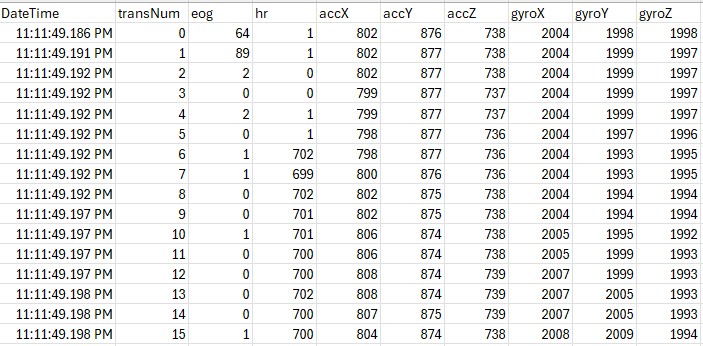 DateTime transNum eog hr accX accY accZ gyroX gyroY gyroZ
11:11:49.186 PM 0 64 1 802 876 738 2004 1998 1998
11:11:49.191 PM 1 89 1 802 877 738 2004 1999 1997
11:11:49.192 PM 2 2 0 802 877 738 2004 1999 1997
11:11:49.192 PM 3 0 0 799 877 737 2004 1999 1997
11:11:49.192 PM 4 2 1 799 877 737 2004 1999 1997
11:11:49.192 PM 5 0 1 798 877 736 2004 1997 1996
11:11:49.192 PM 6 1 702 798 877 736 2004 1993 1995
11:11:49.192 PM 7 1 699 800 876 736 2004 1993 1995
11:11:49.192 PM 8 0 702 802 875 738 2004 1994 1994
11:11:49.197 PM 9 0 701 802 875 738 2004 1994 1994
11:11:49.197 PM 10 1 701 806 874 738 2005 1995 1992
11:11:49.197 PM 11 0 700 806 874 738 2005 1999 1993
11:11:49.197 PM 12 0 700 808 874 739 2007 1999 1993
11:11:49.198 PM 13 0 702 808 874 739 2007 2005 1993
11:11:49.198 PM 14 0 700 807 875 739 2007 2005 1993
11:11:49.198 PM 15 1 700 804 874 738 2008 2009 1994